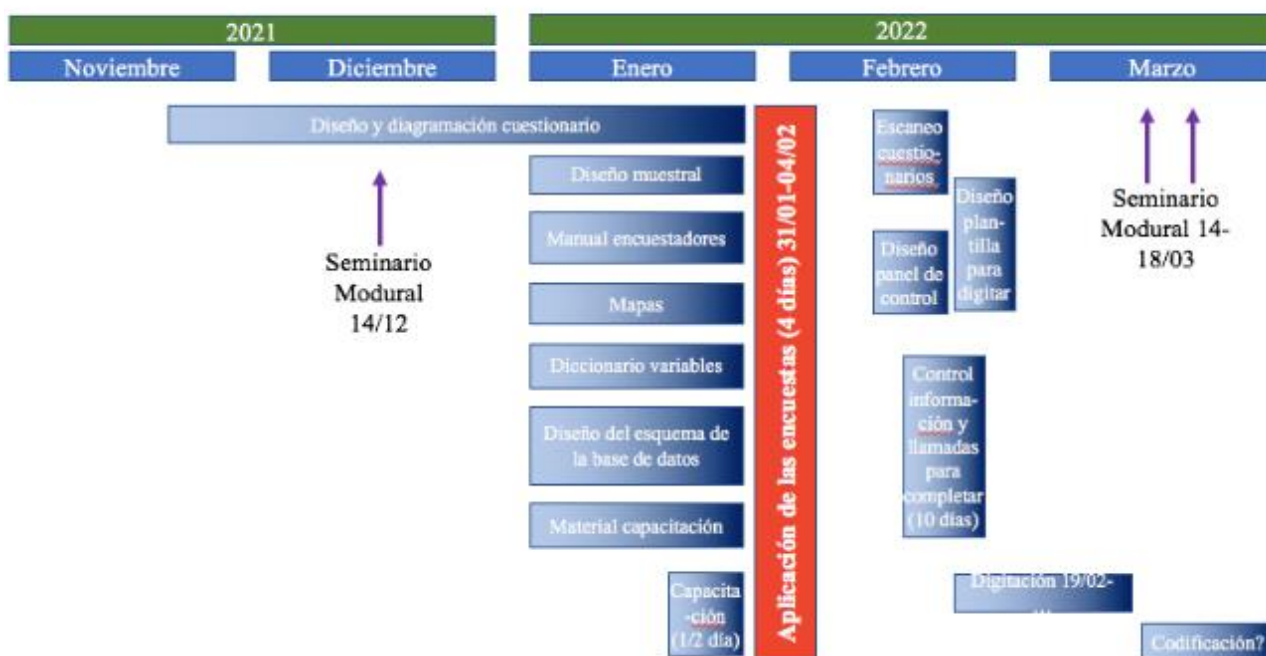 2021
2022
Noviembre
Diciembre
Enero
Febrero
Marzo
Diseño y diagramación cuestionario
Seminario
Modural
14/12
Diseño muestral
Manual encuestadores
Mapas
Diccionario variables
Diseño del esquema de
la base de datos
Material capacitación
Capacita
-ción
(1/2 día)
Aplicación de las encuestas (4 días) 31/01-04/02
Escaneo
cuestio-
narios
Diseño
panel de
control
Diseño
plan-
tilla
para
digitar
Control
informa-
ción y
llamadas
para
completar
(10 días)
Seminario
Modural 14-
18/03
Digitación 19/02-
...
Codificación?